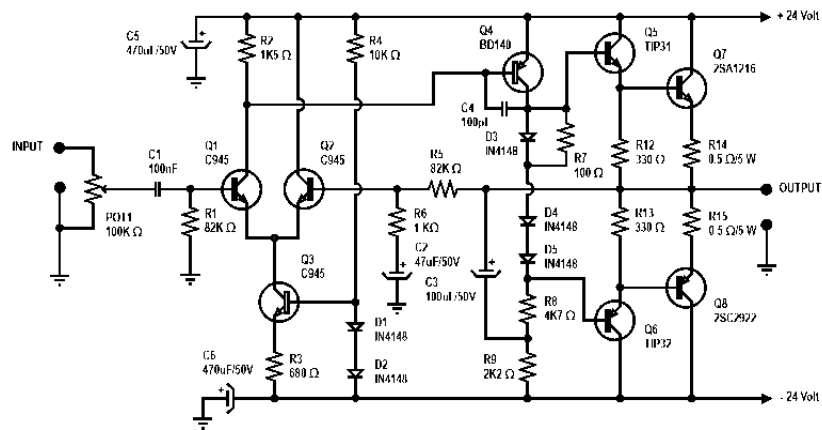 + 24 Volt
C5
470uF/50V
R2
1K5 Ω
R4
10K Ω
Q4
BD140
Q5
TIP31
Q7
2SA1216
C4
100pf
D3
IN4148
R7
100 Ω
R12
330 Ω
R14
0.5 Ω/5 W
INPUT
C1
100nF
Q1
C945
Q2
C945
R5
82K Ω
OUTPUT
POT1
100K Ω
R1
82K Ω
R6
1 KΩ
C2
47uF/50V
C3
100uF/50V
D4
IN4148
D5
IN4148
R13
330 Ω
R15
0.5 Ω/5 W
Q3
C945
R8
4K7 Ω
Q6
TIP32
Q8
2SC2922
D1
IN4148
D2
IN4148
R3
680 Ω
R9
2K2 Ω
C6
470uF/50V
- 24 Volt